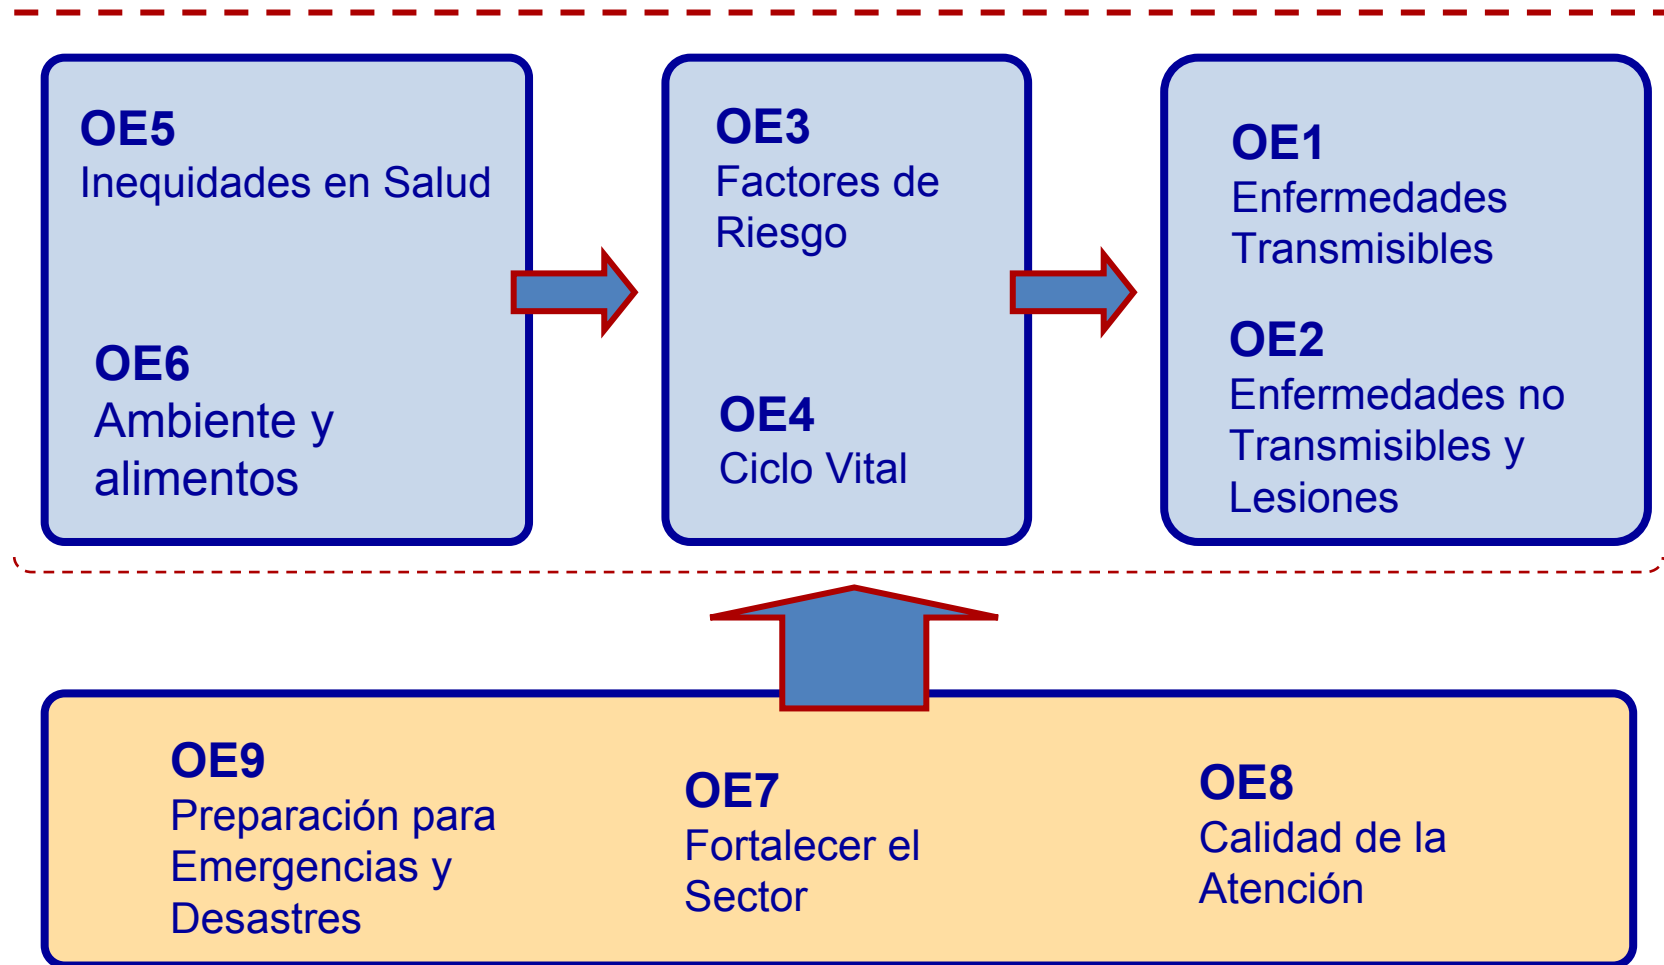 OE5
Inequidades en Salud
OE6
Ambiente y
alimentos
OE3
Factores de
Riesgo
OE4
Ciclo Vital
OE1
Enfermedades
Transmisibles
OE2
Enfermedades no
Transmisibles y
Lesiones
OE9
Preparación para
Emergencias y
Desastres
OE7
Fortalecer el
Sector
OE8
Calidad de la
Atención